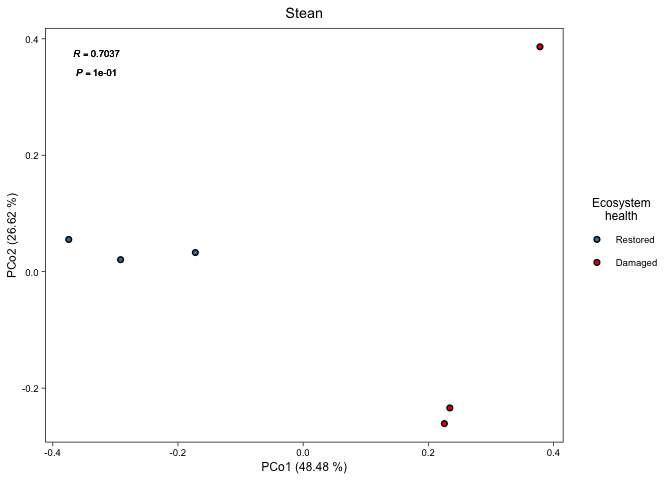 Stean
R = 0.7037
P = 1e-01
0.4
0.2
0.0
-0.2
PCo2 (26.62 %)
-0.4
-0.2
0.0
0.2
0.4
PCo1 (48.48 %)
Ecosystem
health
Restored
Damaged